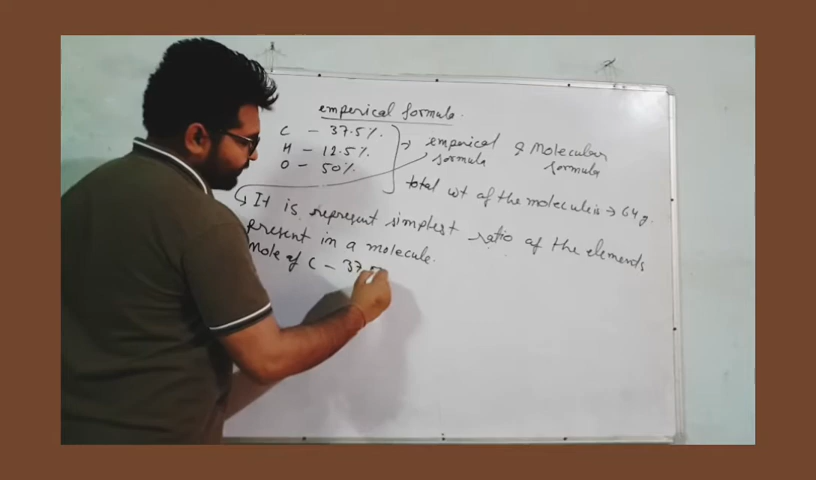 emperical formula.
C - 37.5%.
H - 12.5%.
O - 50%.
→ emperical formula & Molecular formula
total wt of the molecule is → 64 g.
↳ It is represent simplest ratio of the elements
present in a molecule.
Mole of C - 37.